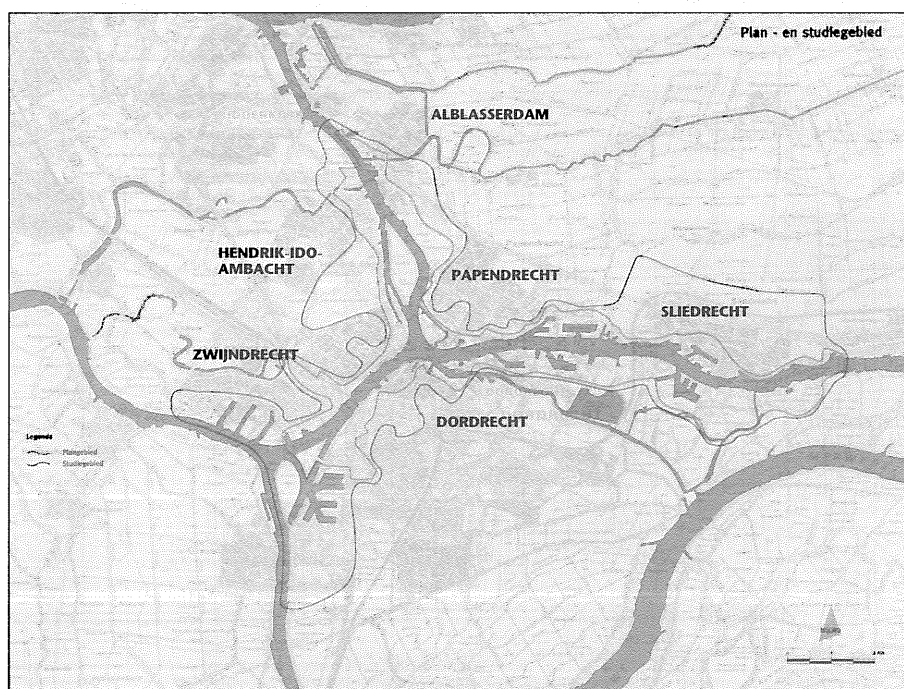 Plan - en studiegebied
ALBLASSERDAM
HENDRIK-IDO-
AMBACHT
PAPENDRECHT
SLIEDRECHT
ZWIJNDRECHT
DORDRECHT
Legenda
Plangebied
Studiegebied